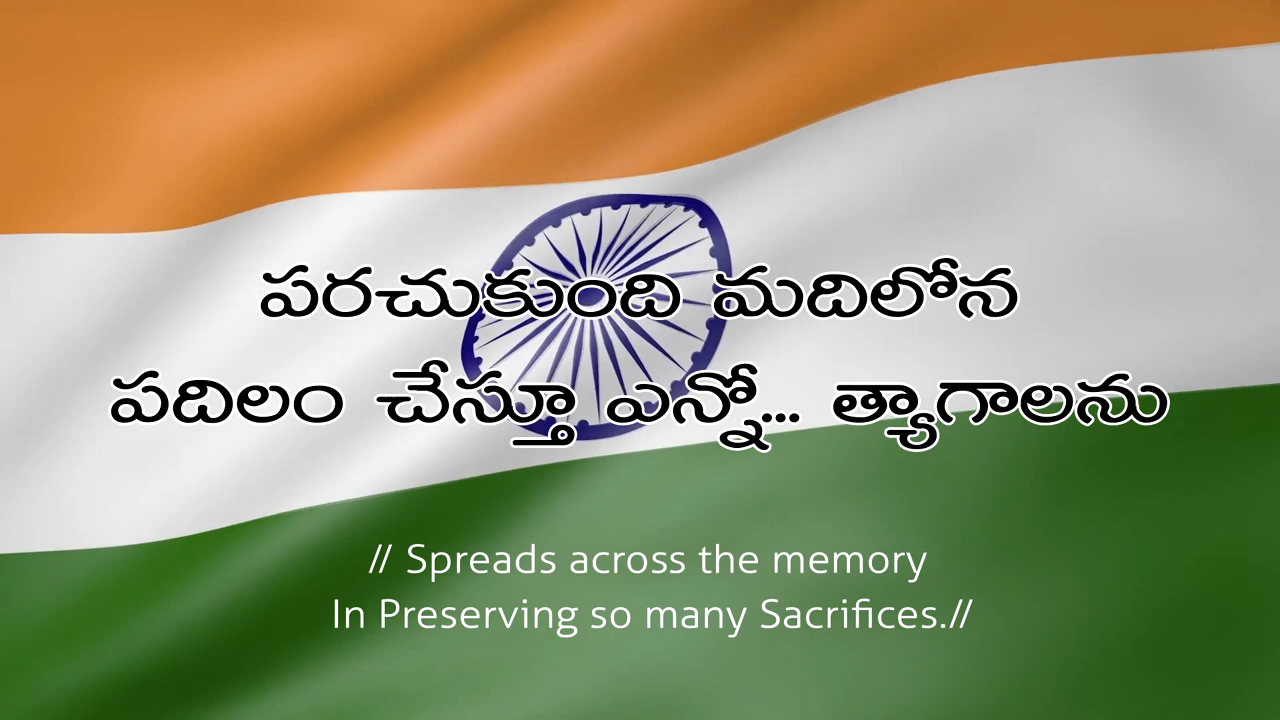 పరచుకుంది మదిలోన
పదిలం చేస్తూ ఎన్నో... త్యాగాలను
// Spreads across the memory
In Preserving so many Sacrifices.//